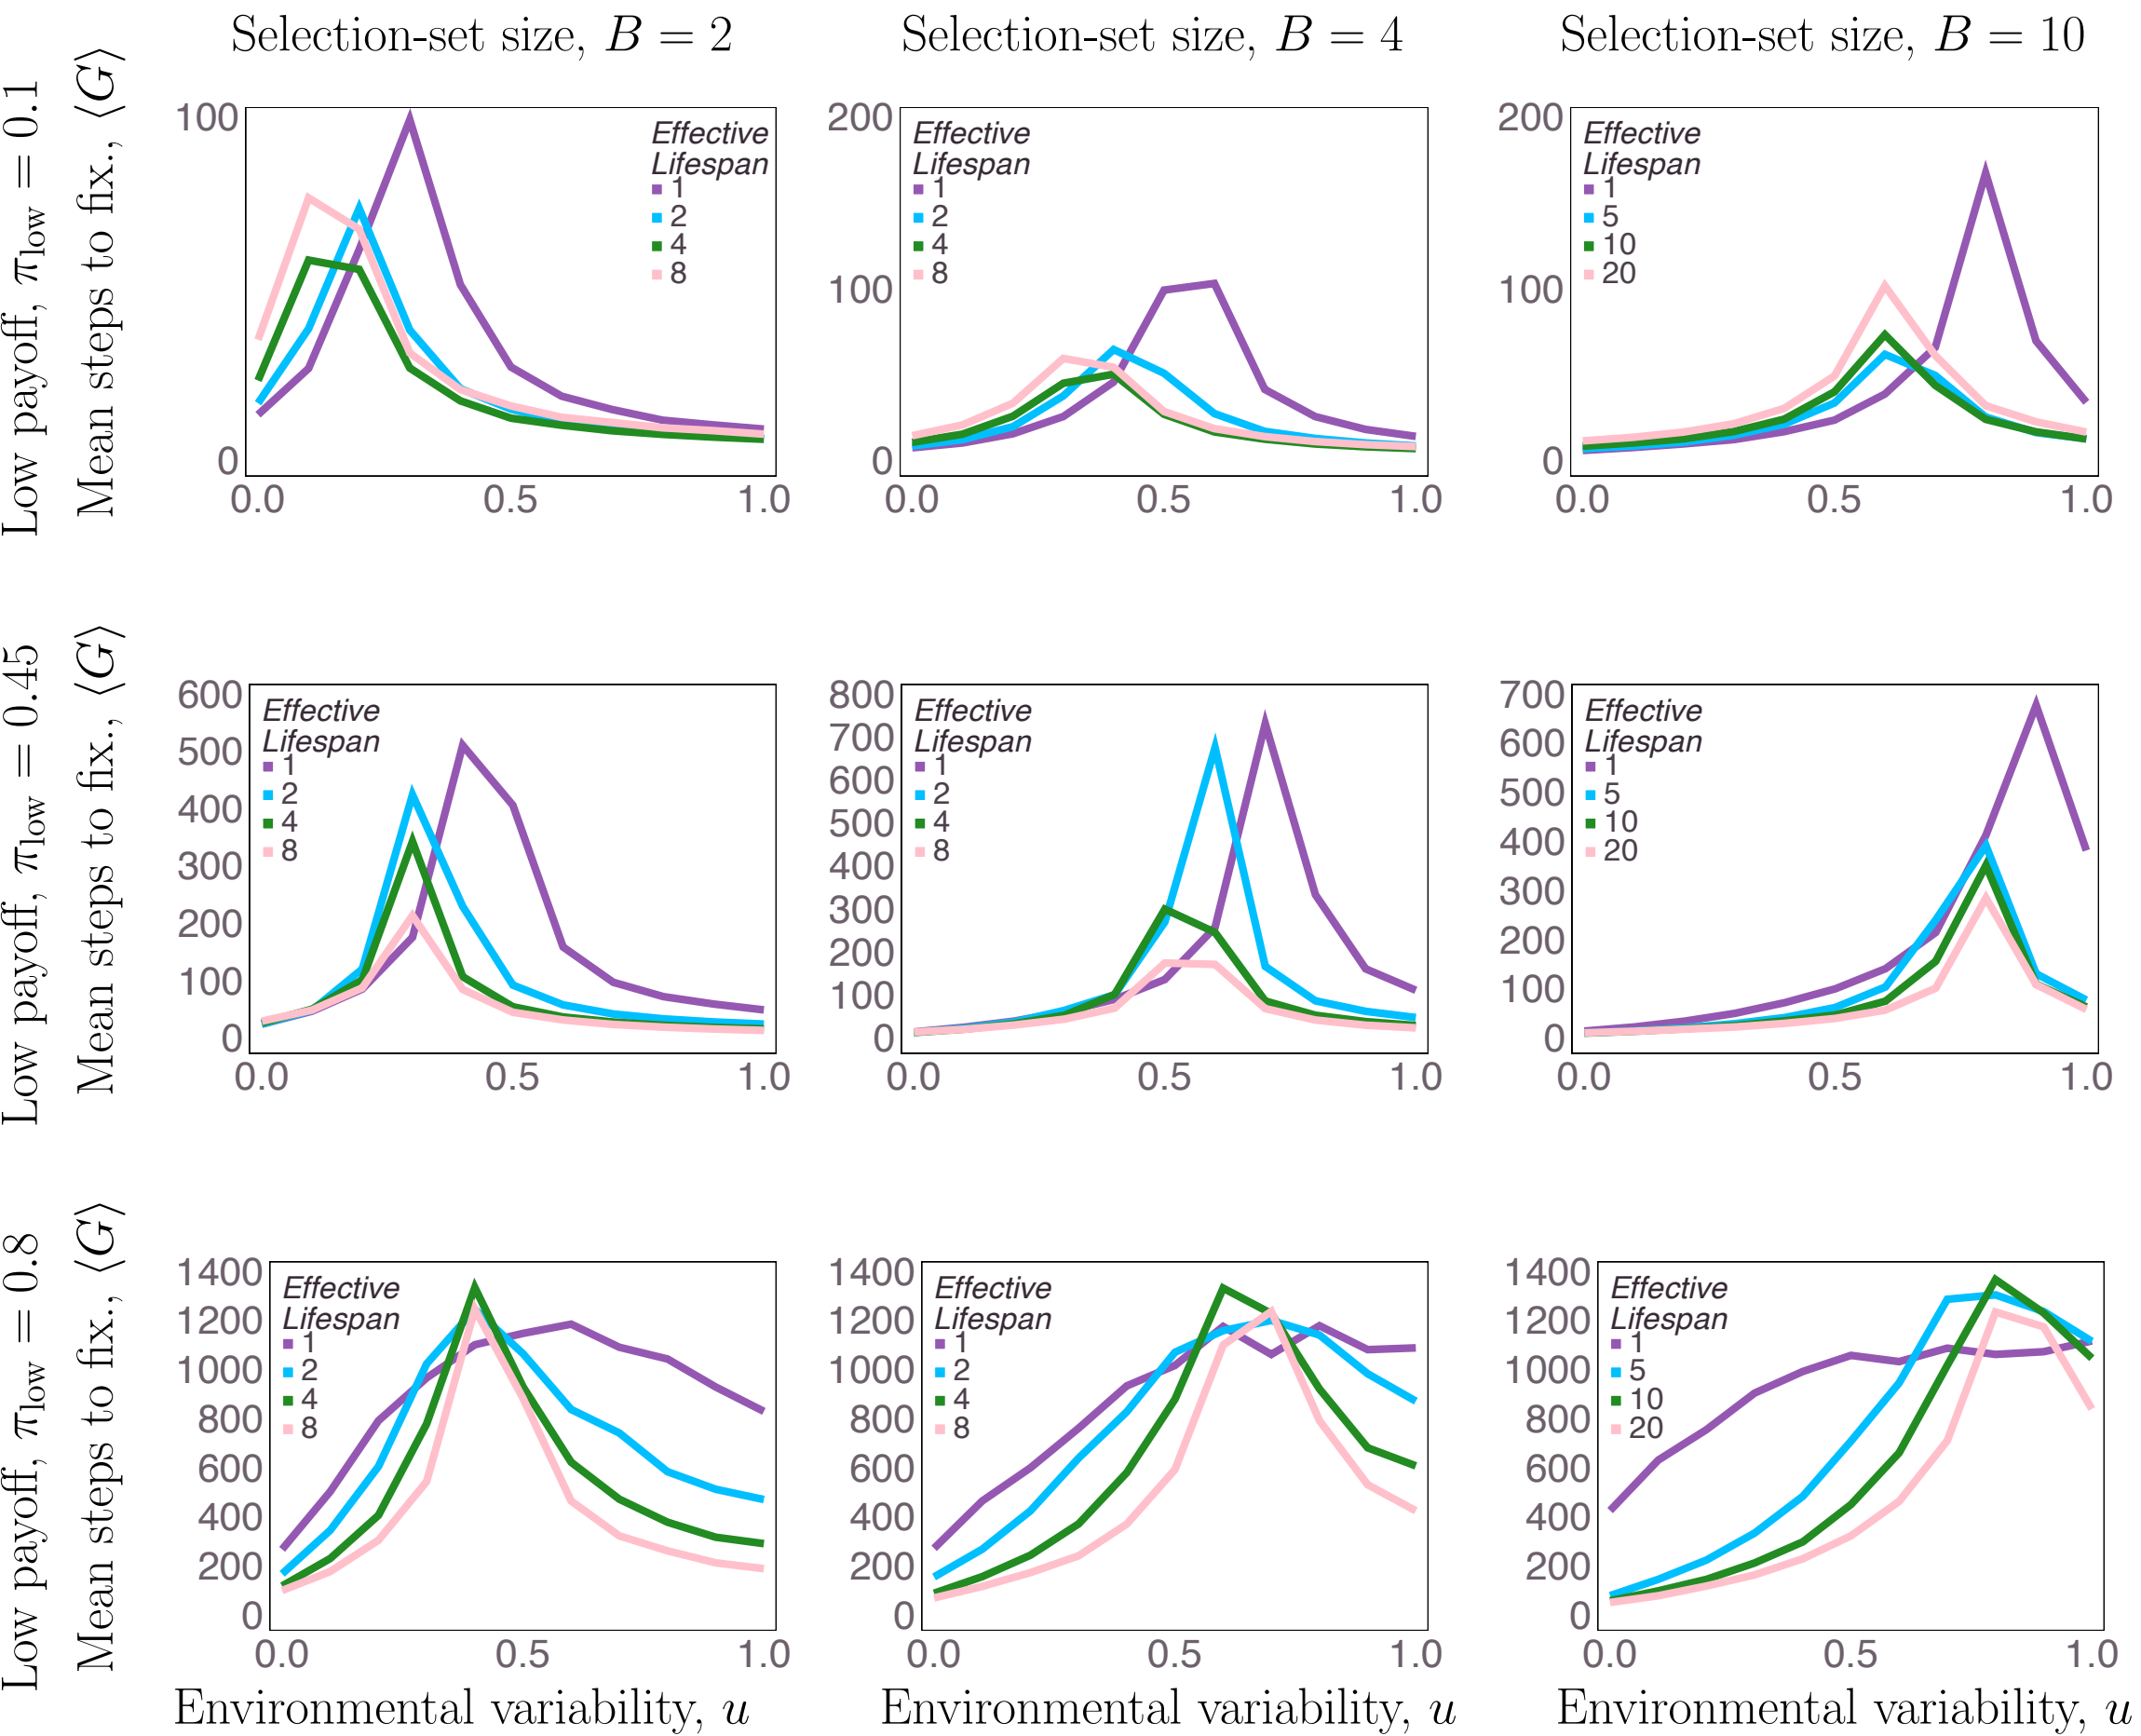 Selection-set size, B = 2
Selection-set size, B = 4
Selection-set size, B = 10
Low payoff, π_low = 0.1
Mean steps to fix., ⟨G⟩
100
0
0.0 0.5 1.0
Effective
Lifespan
1
2
4
8
200
100
0
0.0 0.5 1.0
Effective
Lifespan
1
2
4
8
200
100
0
0.0 0.5 1.0
Effective
Lifespan
1
5
10
20
Low payoff, π_low = 0.45
Mean steps to fix., ⟨G⟩
600
500
400
300
200
100
0
0.0 0.5 1.0
Effective
Lifespan
1
2
4
8
800
700
600
500
400
300
200
100
0
0.0 0.5 1.0
Effective
Lifespan
1
2
4
8
700
600
500
400
300
200
100
0
0.0 0.5 1.0
Effective
Lifespan
1
5
10
20
Low payoff, π_low = 0.8
Mean steps to fix., ⟨G⟩
1400
1200
1000
800
600
400
200
0
0.0 0.5 1.0
Effective
Lifespan
1
2
4
8
Environmental variability, u
1400
1200
1000
800
600
400
200
0
0.0 0.5 1.0
Effective
Lifespan
1
2
4
8
Environmental variability, u
1400
1200
1000
800
600
400
200
0
0.0 0.5 1.0
Effective
Lifespan
1
5
10
20
Environmental variability, u